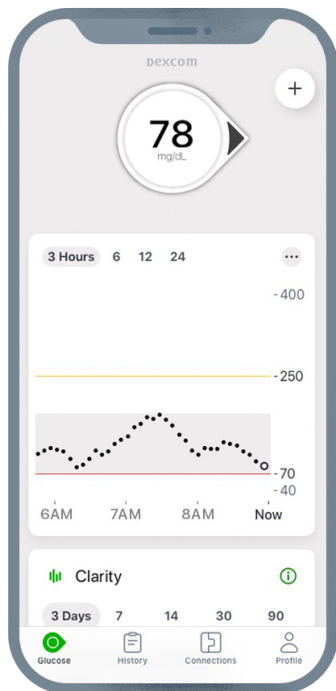 Dexcom
+
78
mg/dL
3 Hours 6 12 24 ...
-400
-250
-70
-40
6AM 7AM 8AM Now
Clarity
3 Days 7 14 30 90
Glucose History Connections Profile